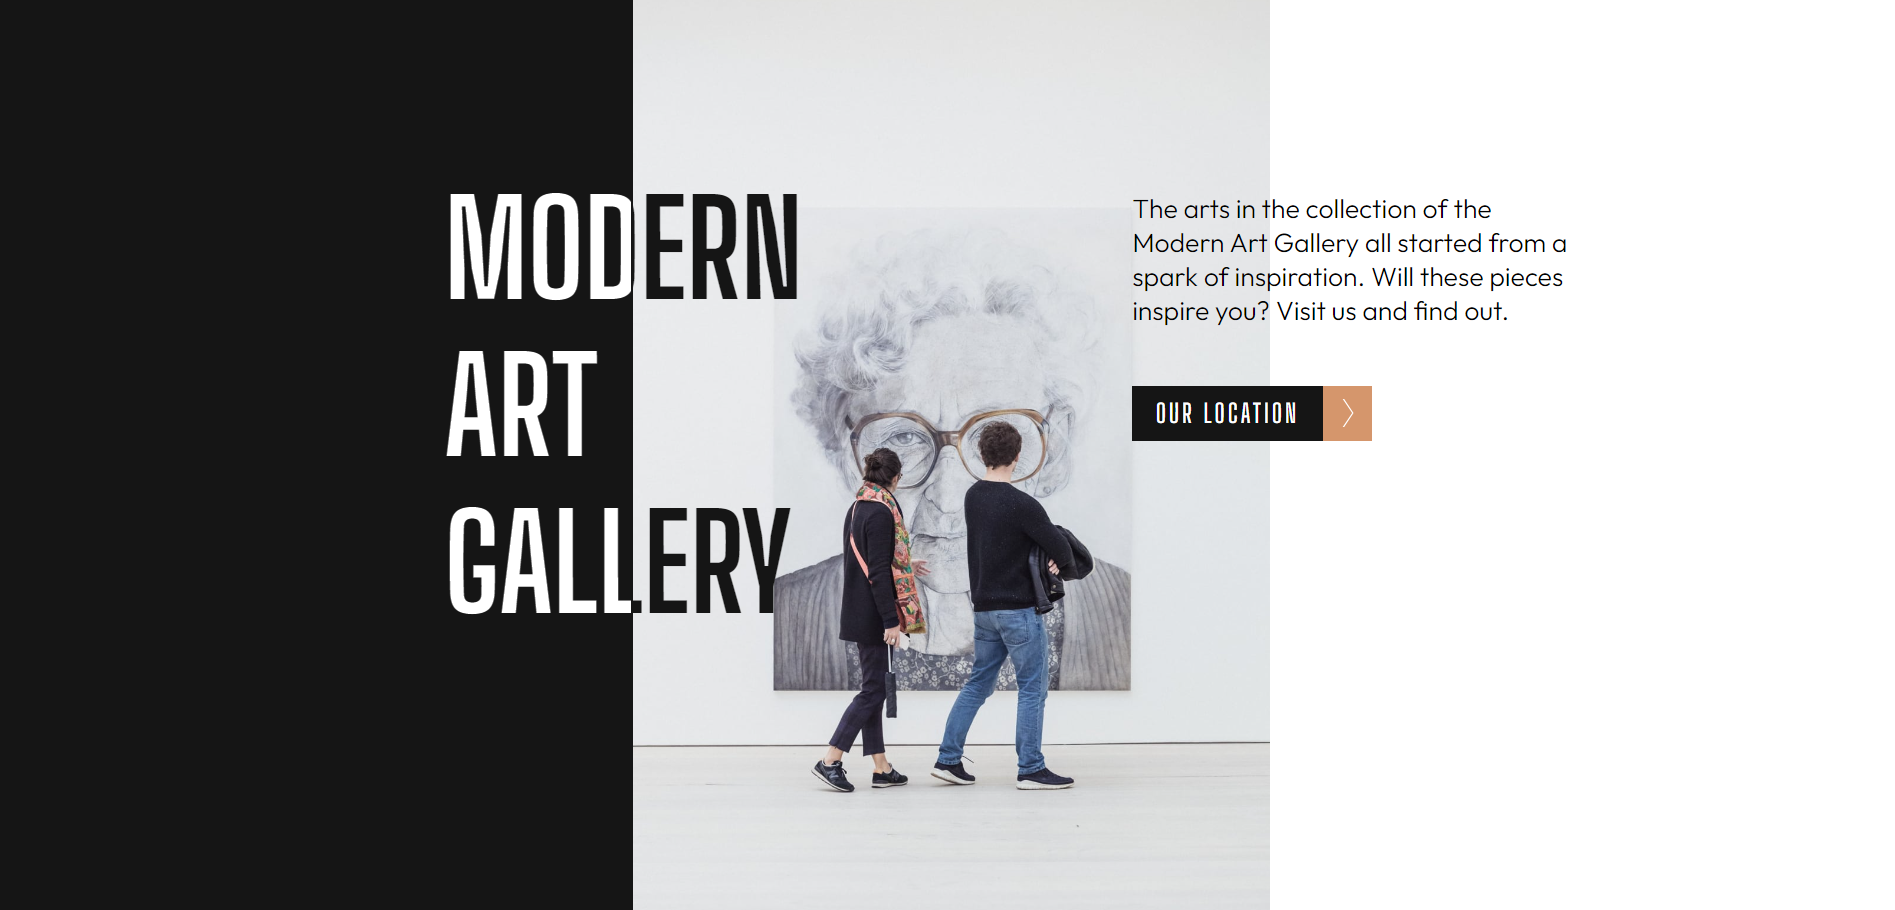 MODERN
ART
GALLERY
The arts in the collection of the
Modern Art Gallery all started from a
spark of inspiration. Will these pieces
inspire you? Visit us and find out.
OUR LOCATION